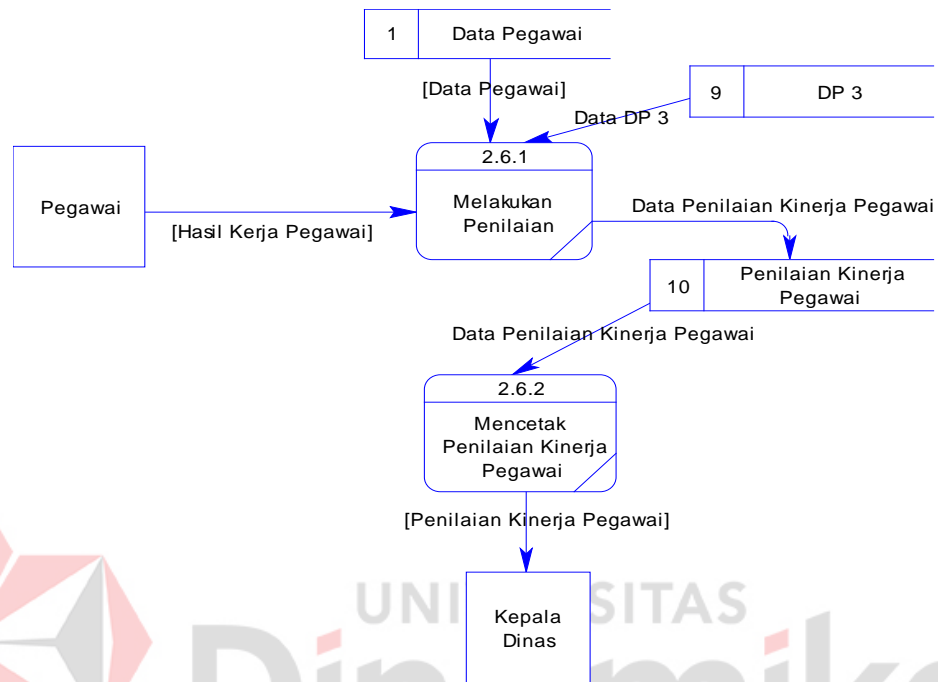 1 Data Pegawai
[Data Pegawai]
9 DP 3
Data DP 3
2.6.1
Melakukan
Penilaian
Pegawai
[Hasil Kerja Pegawai]
Data Penilaian Kinerja Pegawai
10 Penilaian Kinerja
Pegawai
Data Penilaian Kinerja Pegawai
2.6.2
Mencetak
Penilaian Kinerja
Pegawai
[Penilaian Kinerja Pegawai]
Kepala
Dinas